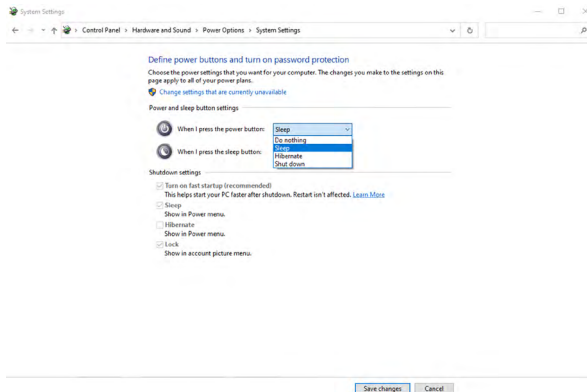 System Settings
Control Panel > Hardware and Sound > Power Options > System Settings
Define power buttons and turn on password protection
Choose the power settings that you want for your computer. The changes you make to the settings on this
page apply to all of your power plans.
Change settings that are currently unavailable
Power and sleep button settings
When I press the power button: Sleep
Do nothing
Sleep
When I press the sleep button: Hibernate
Shut down
Shutdown settings
Turn on fast startup (recommended)
This helps start your PC faster after shutdown. Restart isn't affected. Learn More
Sleep
Show in Power menu.
Hibernate
Show in Power menu.
Lock
Show in account picture menu.
Save changes Cancel